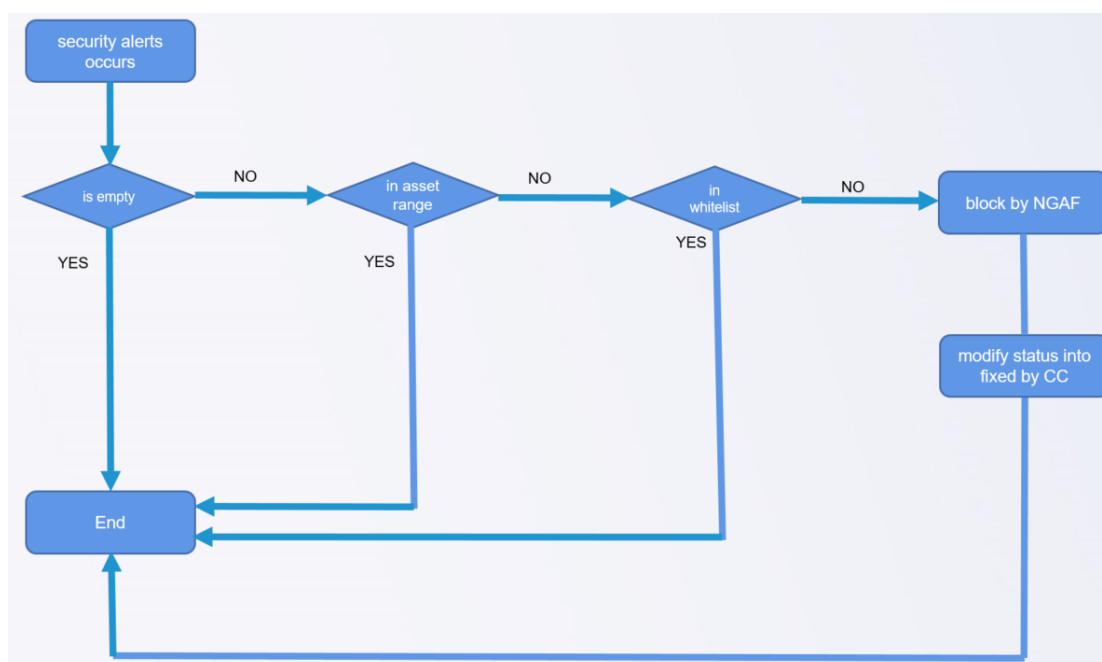 security alerts
occurs
is empty
NO
in asset
range
NO
in
whitelist
NO
block by NGAF
YES
YES
YES
modify status into
fixed by CC
End